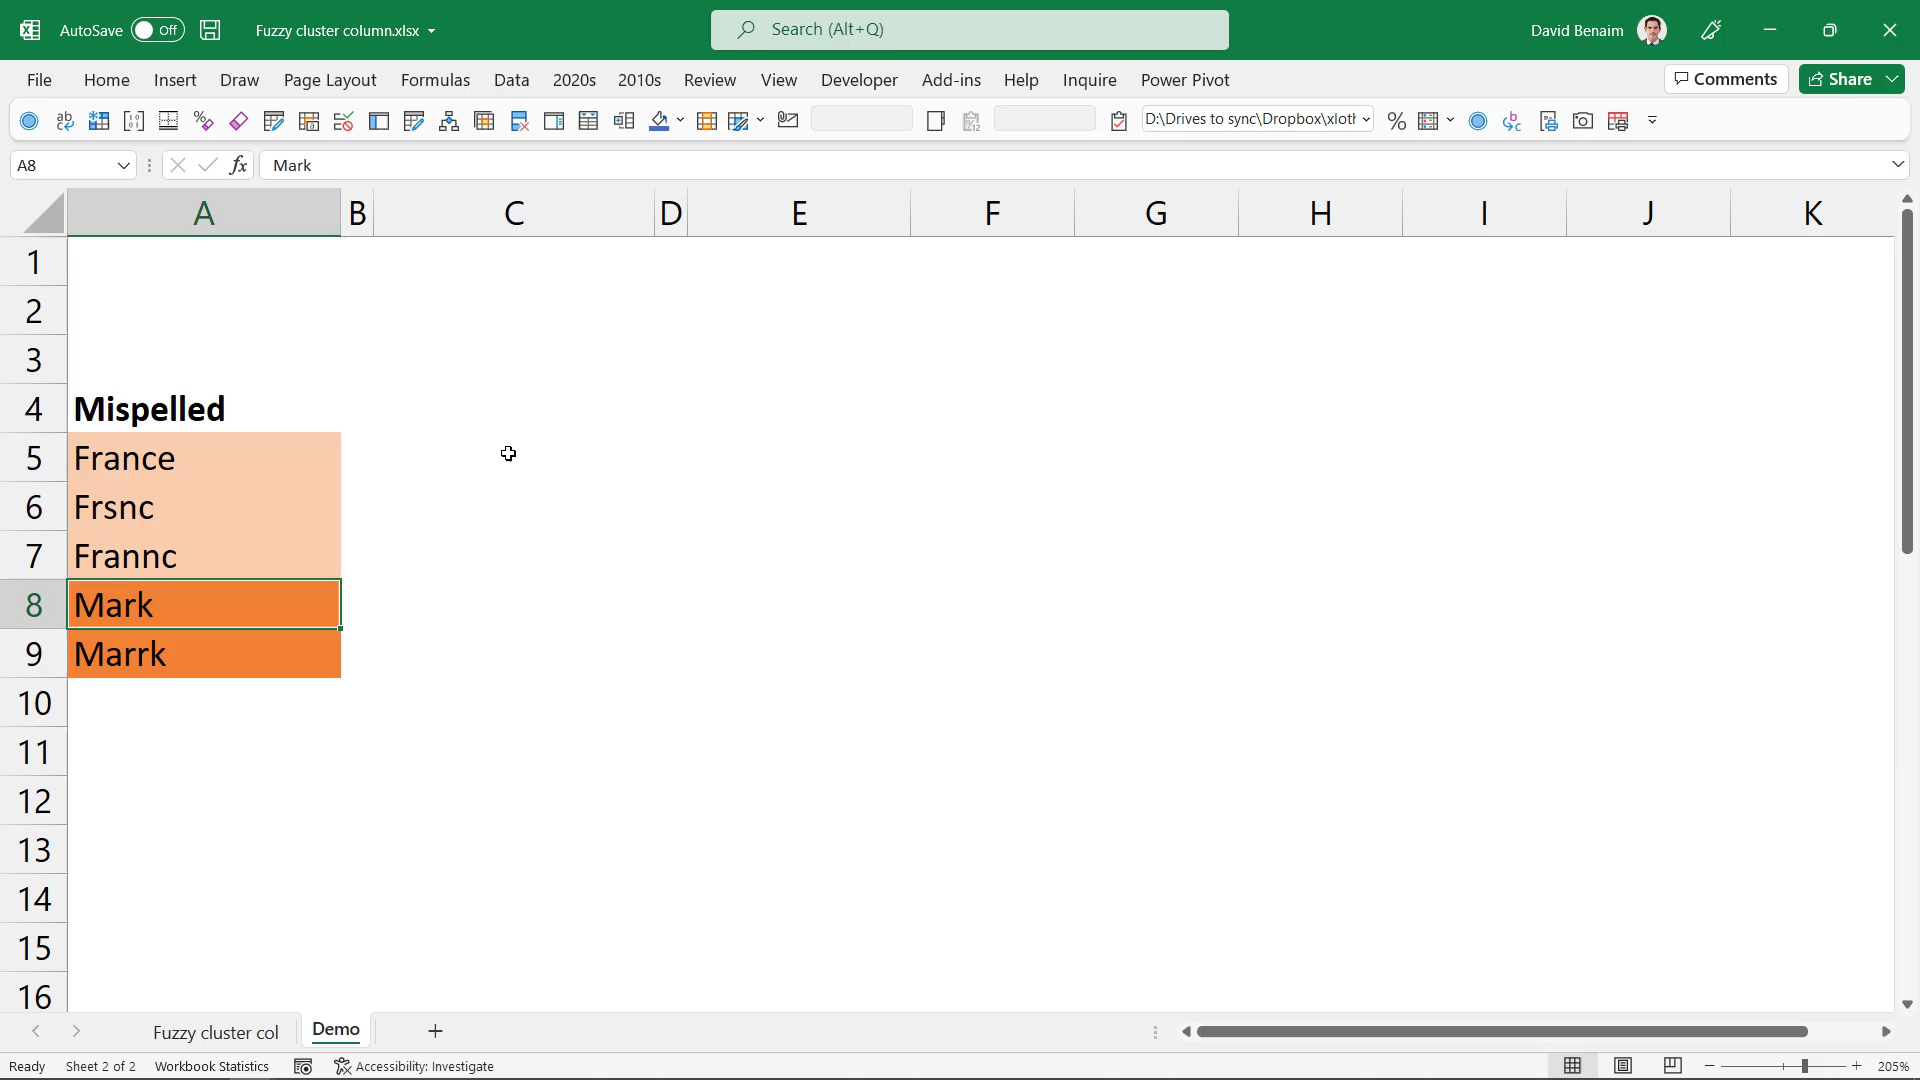 AutoSave Off Fuzzy cluster column.xlsx Search (Alt+Q) David Benaim
File Home Insert Draw Page Layout Formulas Data 2020s 2010s Review View Developer Add-ins Help Inquire Power Pivot Comments Share
D:\Drives to sync\Dropbox\xloth
A8 fx Mark
A B C D E F G H I J K
1
2
3
4 Mispelled
5 France
6 Frsnc
7 Frannc
8 Mark
9 Marrk
10
11
12
13
14
15
16
Fuzzy cluster col Demo
Ready Sheet 2 of 2 Workbook Statistics Accessibility: Investigate 205%